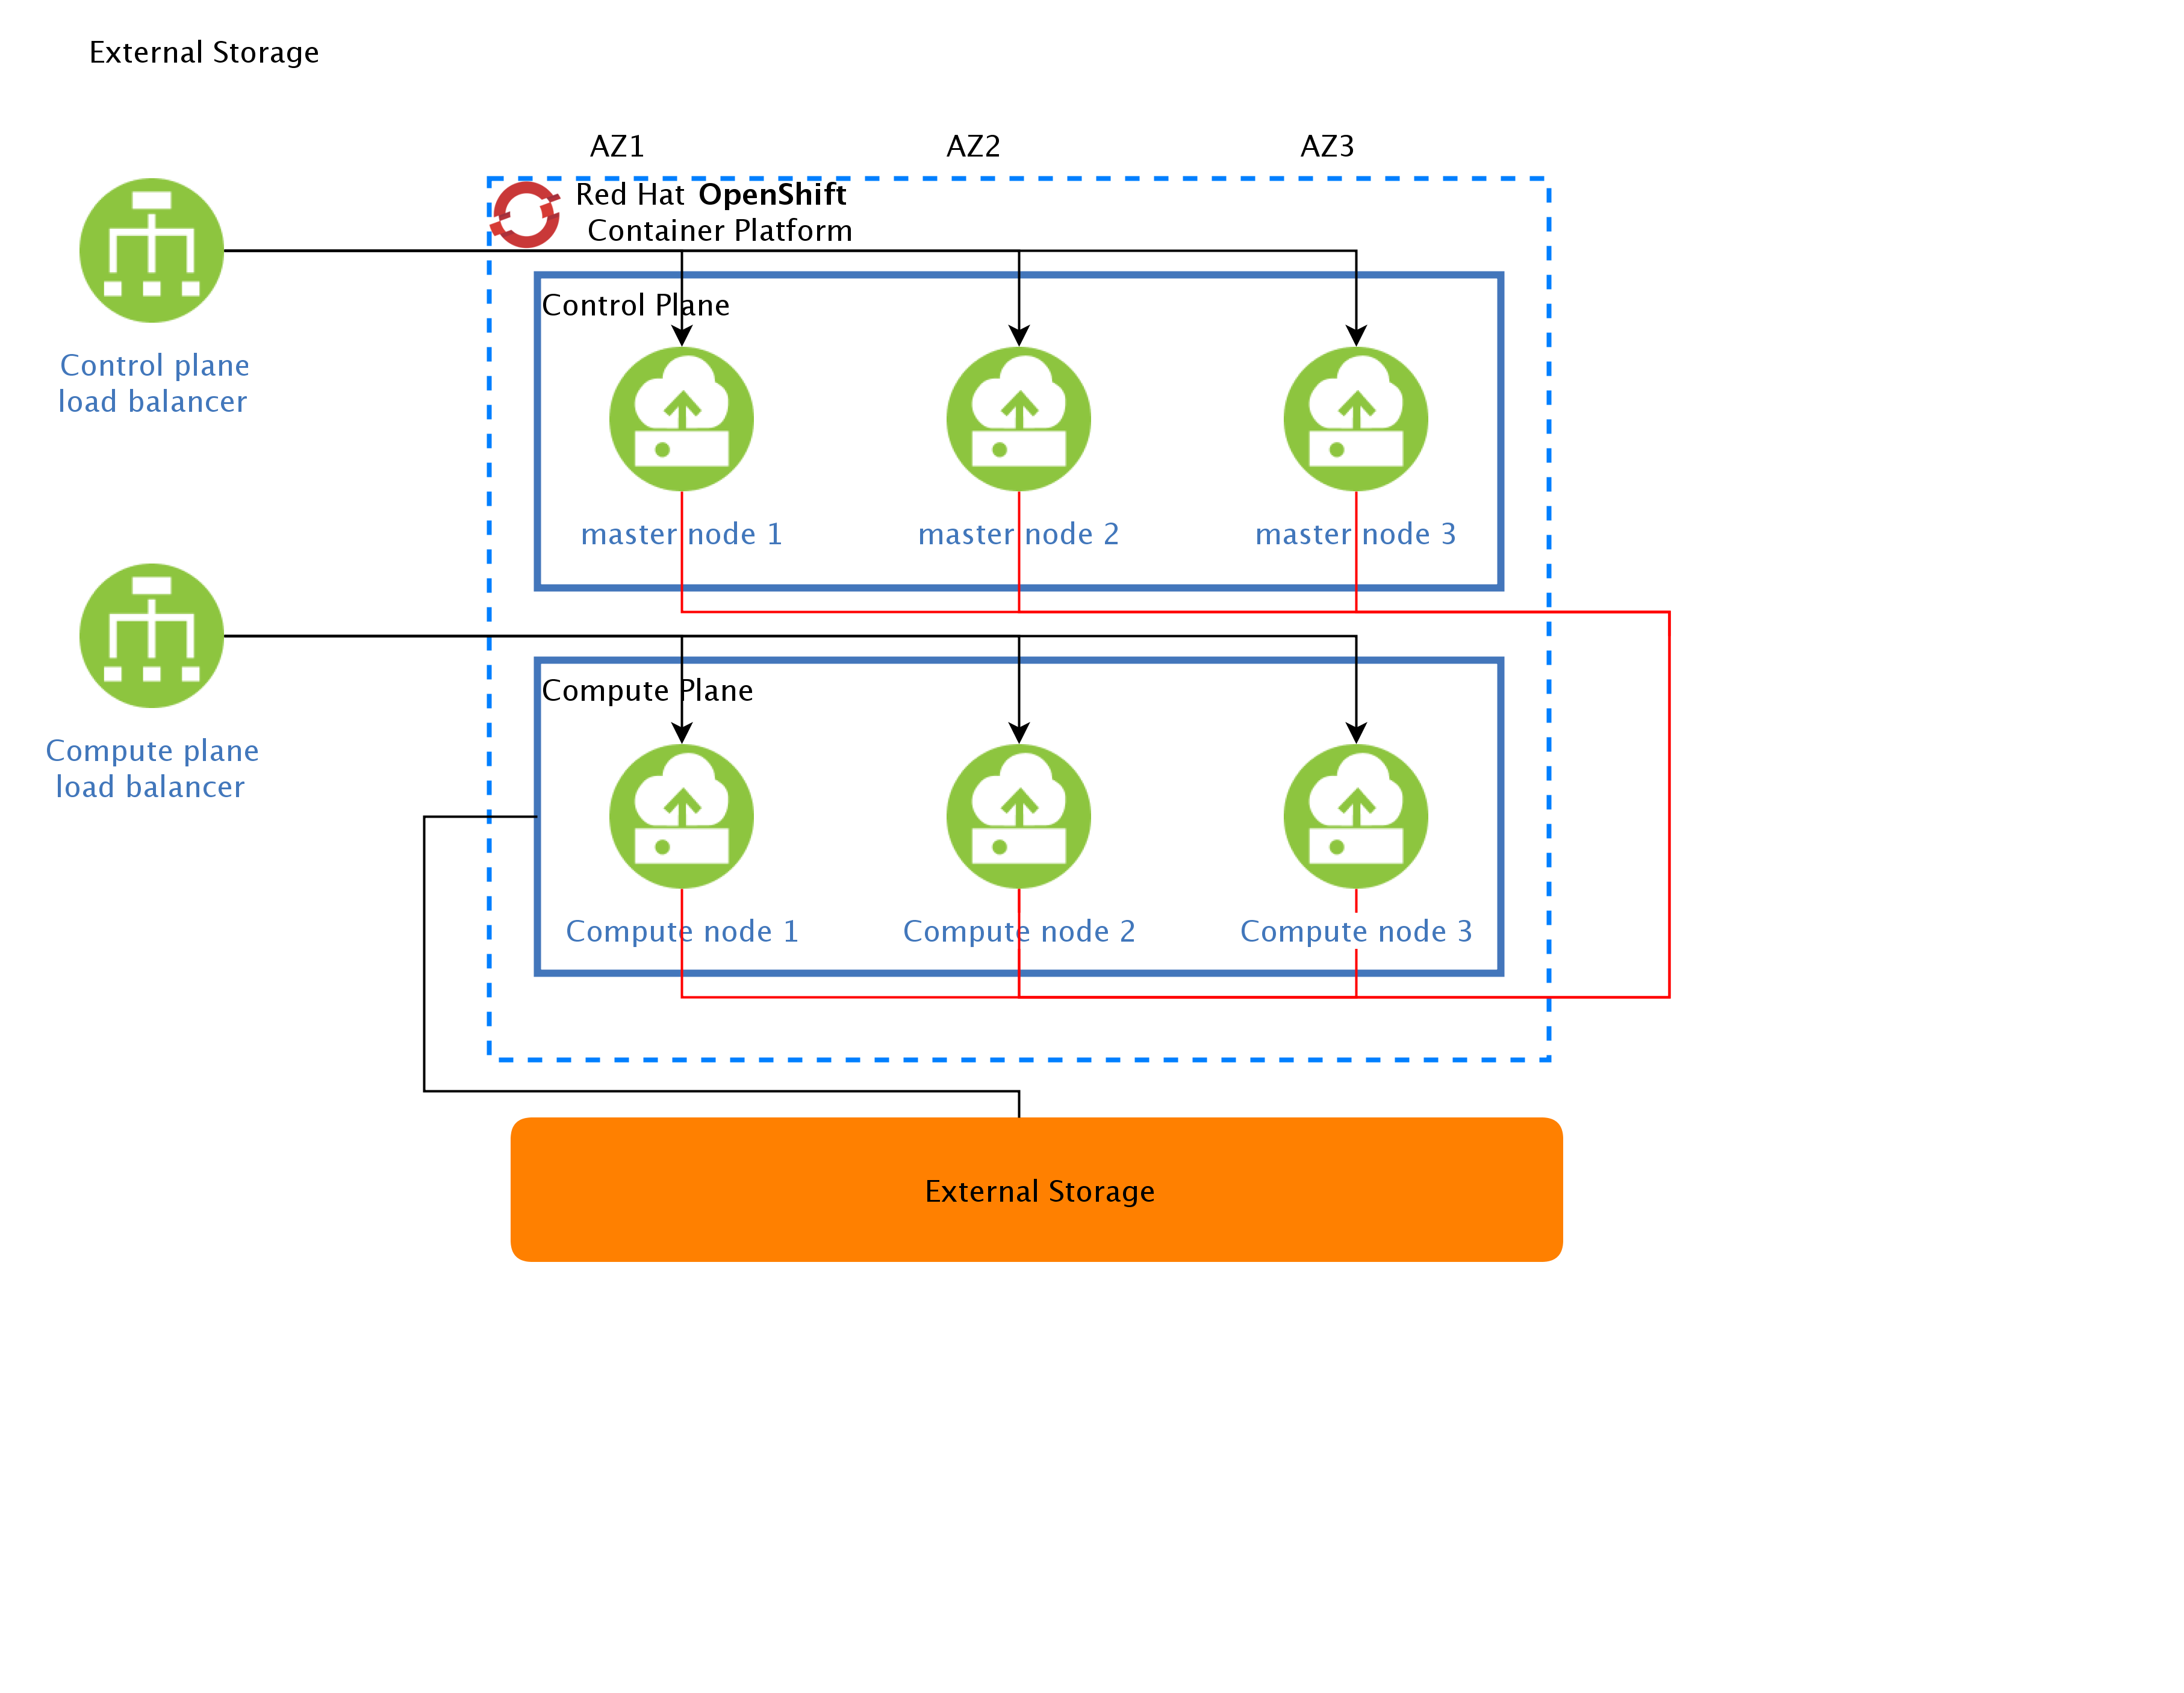 External Storage
AZ1
AZ2
AZ3
Red Hat OpenShift
Container Platform
Control Plane
Control plane
load balancer
master node 1
master node 2
master node 3
Compute Plane
Compute plane
load balancer
Compute node 1
Compute node 2
Compute node 3
External Storage